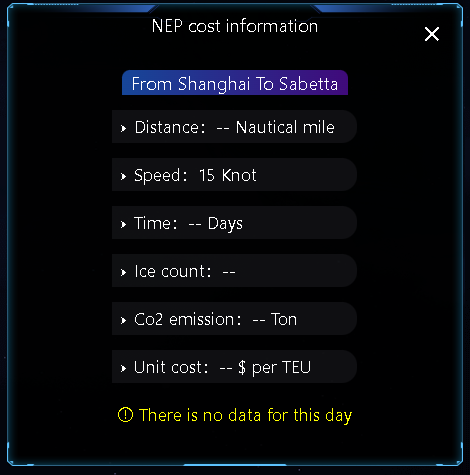 NEP cost information
From Shanghai To Sabetta
Distance: -- Nautical mile
Speed: 15 Knot
Time: -- Days
Ice count: --
Co2 emission: -- Ton
Unit cost: -- $ per TEU
There is no data for this day